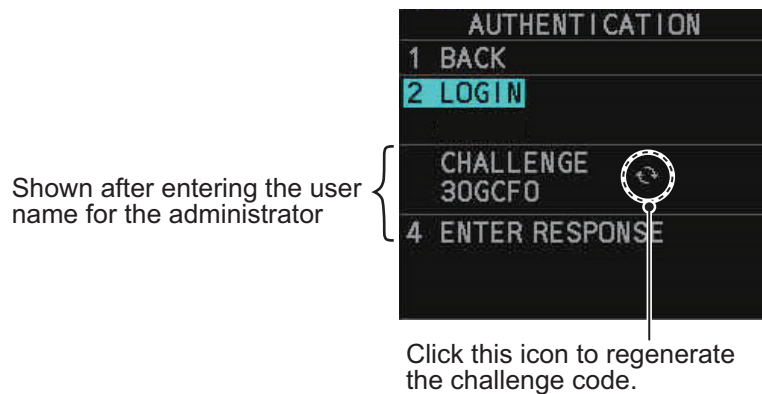 AUTHENTICATION
1 BACK
2 LOGIN
CHALLENGE
30GCF0
4 ENTER RESPONSE
Shown after entering the user
name for the administrator
Click this icon to regenerate
the challenge code.